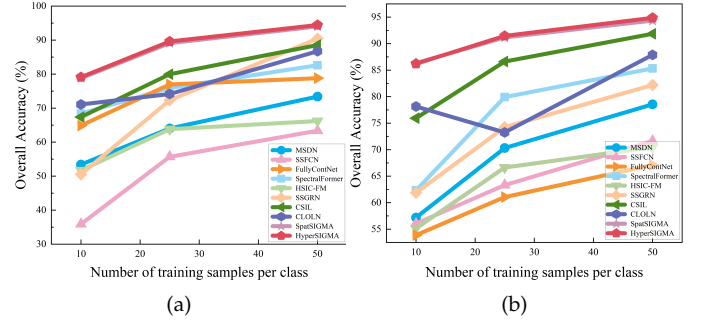 100
90
80
70
60
50
40
30
10
20
30
40
50
Overall Accuracy (%)
Number of training samples per class
MSDN
SSFCN
FullyContNet
SpectralFormer
HSIC-FM
SSGRN
CSIL
CLOLN
SpatSIGMA
HyperSIGMA
(a)
95
90
85
80
75
70
65
60
55
10
20
30
40
50
Overall Accuracy (%)
Number of training samples per class
MSDN
SSFCN
FullyContNet
SpectralFormer
HSIC-FM
SSGRN
CSIL
CLOLN
SpatSIGMA
HyperSIGMA
(b)